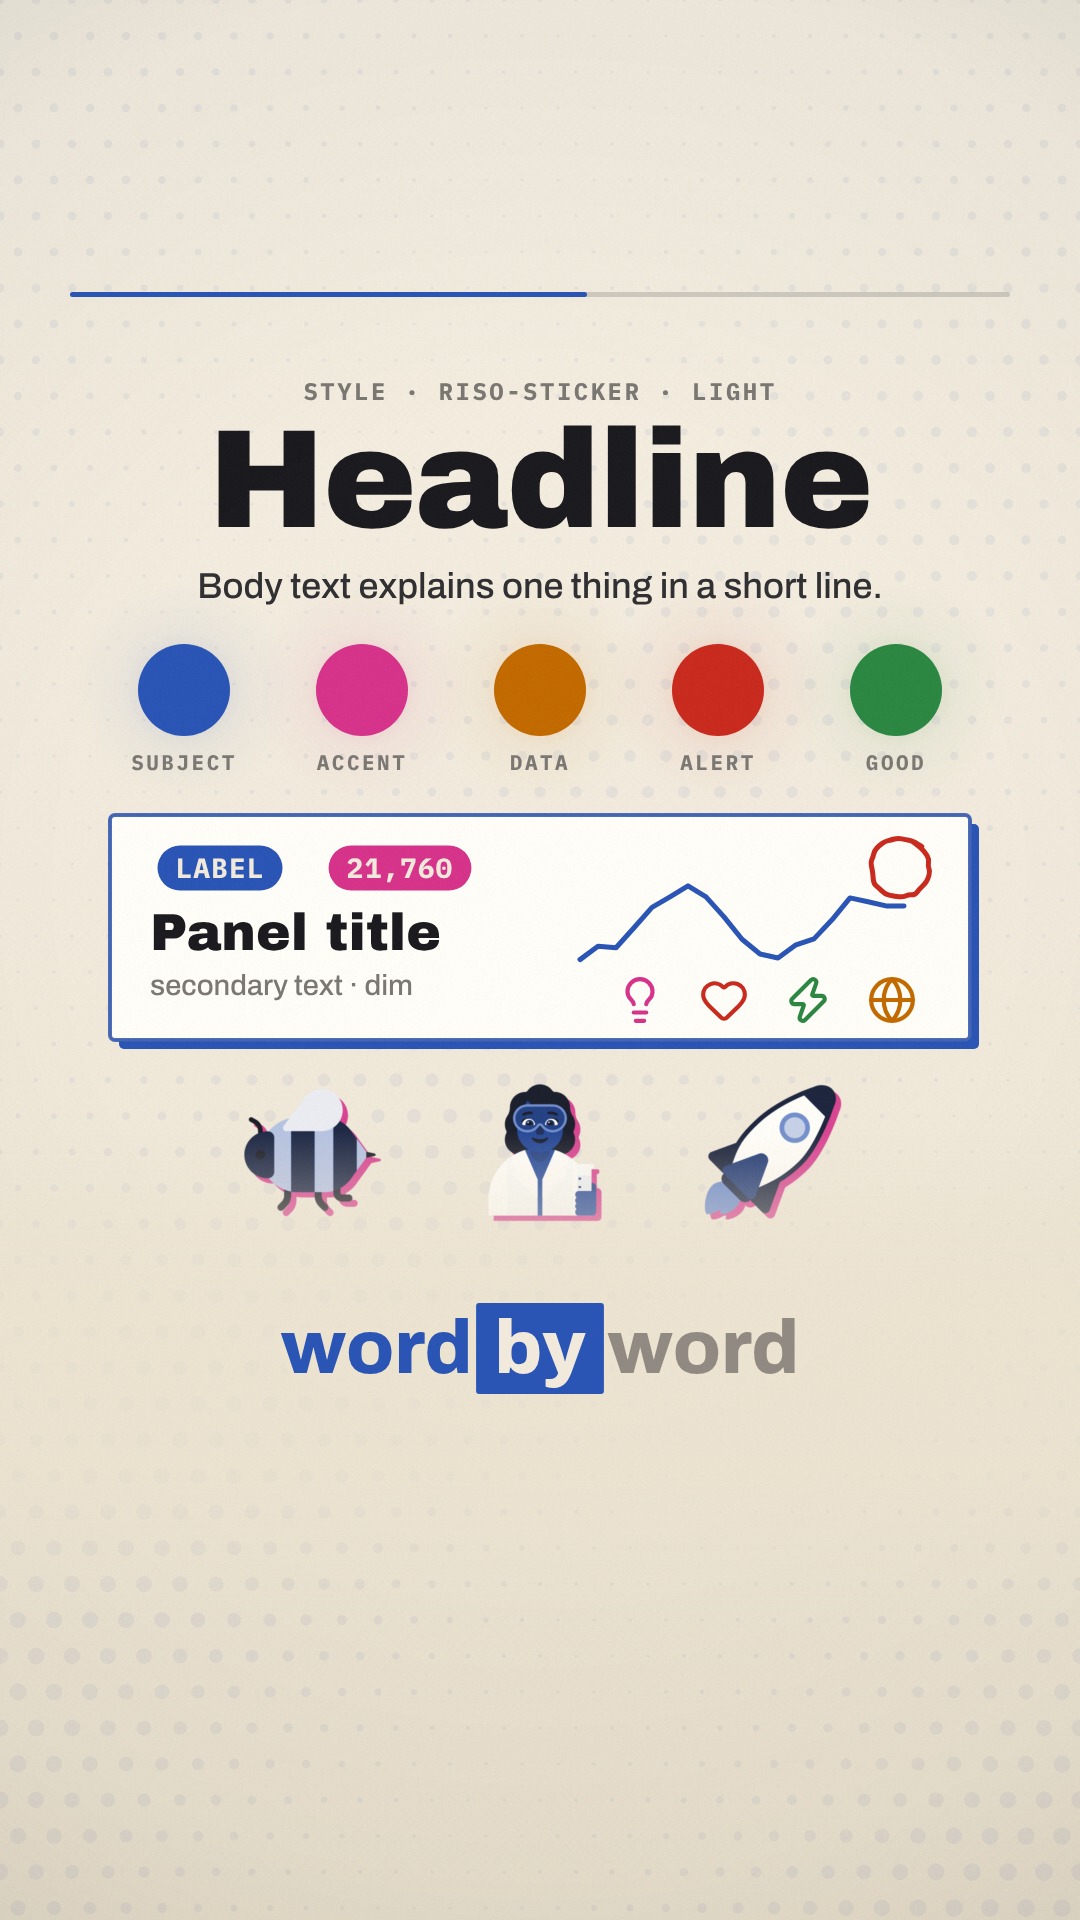 STYLE · RISO-STICKER · LIGHT
Headline
Body text explains one thing in a short line.
SUBJECT ACCENT DATA ALERT GOOD
LABEL 21,760
Panel title
secondary text · dim
word by word